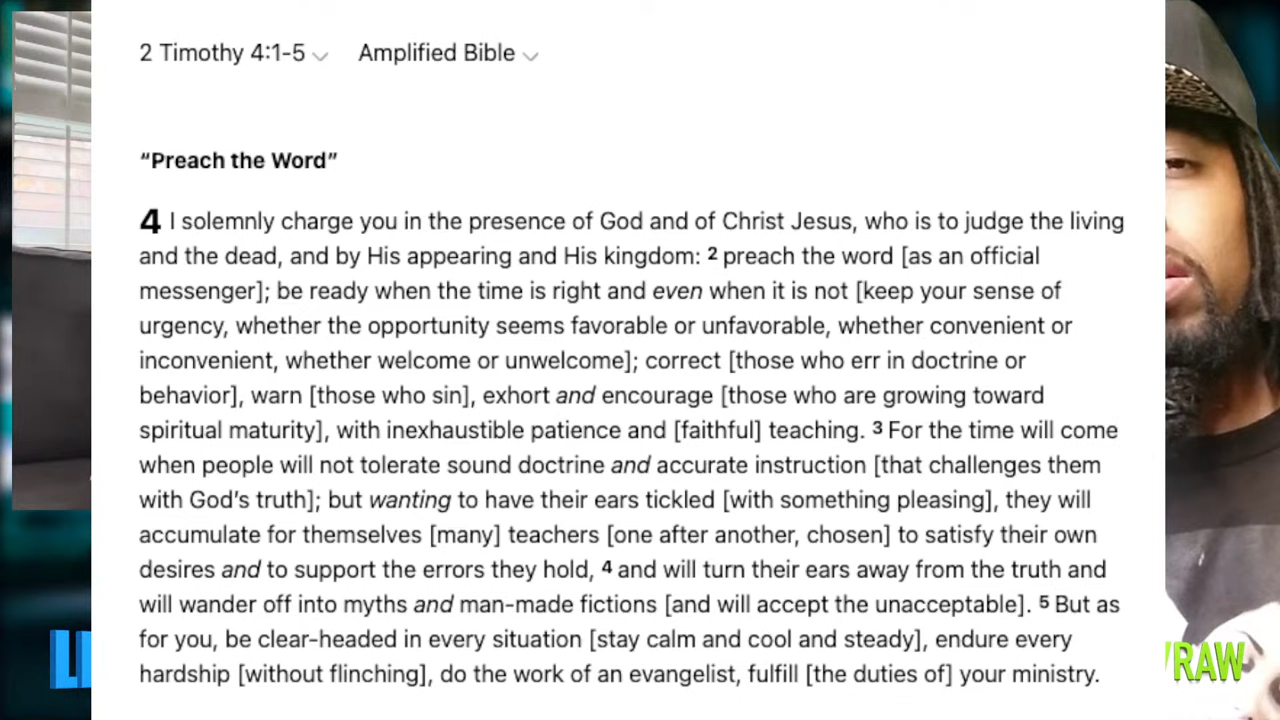 2 Timothy 4:1-5 Amplified Bible
“Preach the Word”
4 I solemnly charge you in the presence of God and of Christ Jesus, who is to judge the living
and the dead, and by His appearing and His kingdom: 2 preach the word [as an official
messenger]; be ready when the time is right and even when it is not [keep your sense of
urgency, whether the opportunity seems favorable or unfavorable, whether convenient or
inconvenient, whether welcome or unwelcome]; correct [those who err in doctrine or
behavior], warn [those who sin], exhort and encourage [those who are growing toward
spiritual maturity], with inexhaustible patience and [faithful] teaching. 3 For the time will come
when people will not tolerate sound doctrine and accurate instruction [that challenges them
with God’s truth]; but wanting to have their ears tickled [with something pleasing], they will
accumulate for themselves [many] teachers [one after another, chosen] to satisfy their own
desires and to support the errors they hold, 4 and will turn their ears away from the truth and
will wander off into myths and man-made fictions [and will accept the unacceptable]. 5 But as
for you, be clear-headed in every situation [stay calm and cool and steady], endure every
hardship [without flinching], do the work of an evangelist, fulfill [the duties of] your ministry.
RAW